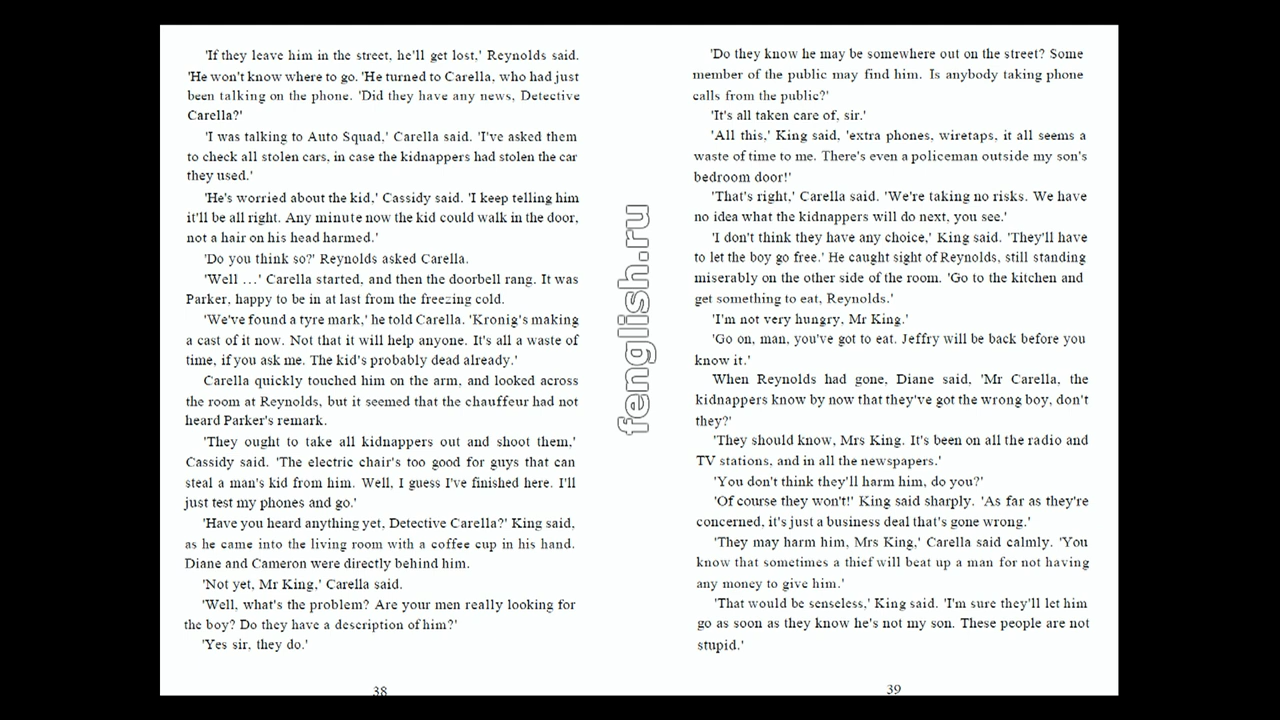 'If they leave him in the street, he'll get lost,' Reynolds said.
'He won't know where to go. 'He turned to Carella, who had just
been talking on the phone. 'Did they have any news, Detective
Carella?'
'I was talking to Auto Squad,' Carella said. 'I've asked them
to check all stolen cars, in case the kidnappers had stolen the car
they used.'
'He's worried about the kid,' Cassidy said. 'I keep telling him
it'll be all right. Any minute now the kid could walk in the door,
not a hair on his head harmed.'
'Do you think so?' Reynolds asked Carella.
'Well ...' Carella started, and then the doorbell rang. It was
Parker, happy to be in at last from the freezing cold.
'We've found a tyre mark,' he told Carella. 'Kronig's making
a cast of it now. Not that it will help anyone. It's all a waste of
time, if you ask me. The kid's probably dead already.'
Carella quickly touched him on the arm, and looked across
the room at Reynolds, but it seemed that the chauffeur had not
heard Parker's remark.
'They ought to take all kidnappers out and shoot them,'
Cassidy said. 'The electric chair's too good for guys that can
steal a man's kid from him. Well, I guess I've finished here. I'll
just test my phones and go.'
'Have you heard anything yet, Detective Carella?' King said,
as he came into the living room with a coffee cup in his hand.
Diane and Cameron were directly behind him.
'Not yet, Mr King,' Carella said.
'Well, what's the problem? Are your men really looking for
the boy? Do they have a description of him?'
'Yes sir, they do.'
38
fenglish.ru
'Do they know he may be somewhere out on the street? Some
member of the public may find him. Is anybody taking phone
calls from the public?'
'It's all taken care of, sir.'
'All this,' King said, 'extra phones, wiretaps, it all seems a
waste of time to me. There's even a policeman outside my son's
bedroom door!'
'That's right,' Carella said. 'We're taking no risks. We have
no idea what the kidnappers will do next, you see.'
'I don't think they have any choice,' King said. 'They'll have
to let the boy go free.' He caught sight of Reynolds, still standing
miserably on the other side of the room. 'Go to the kitchen and
get something to eat, Reynolds.'
'I'm not very hungry, Mr King.'
'Go on, man, you've got to eat. Jeffry will be back before you
know it.'
When Reynolds had gone, Diane said, 'Mr Carella, the
kidnappers know by now that they've got the wrong boy, don't
they?'
'They should know, Mrs King. It's been on all the radio and
TV stations, and in all the newspapers.'
'You don't think they'll harm him, do you?'
'Of course they won't!' King said sharply. 'As far as they're
concerned, it's just a business deal that's gone wrong.'
'They may harm him, Mrs King,' Carella said calmly. 'You
know that sometimes a thief will beat up a man for not having
any money to give him.'
'That would be senseless,' King said. 'I'm sure they'll let him
go as soon as they know he's not my son. These people are not
stupid.'
39